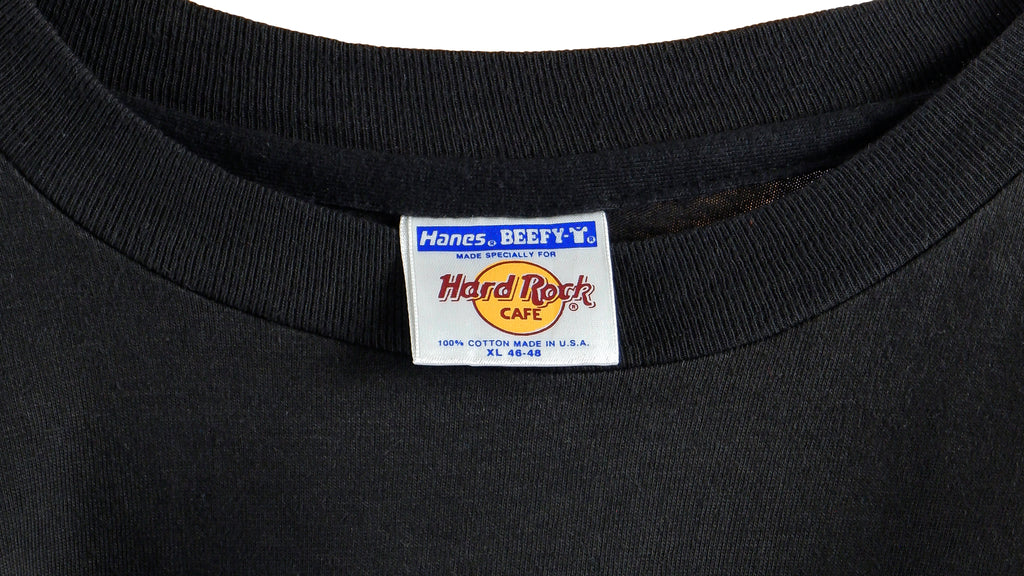 Hanes® BEEFY-T®
MADE SPECIALLY FOR
Hard Rock ®
CAFE
100% COTTON MADE IN U.S.A.
XL 46-48